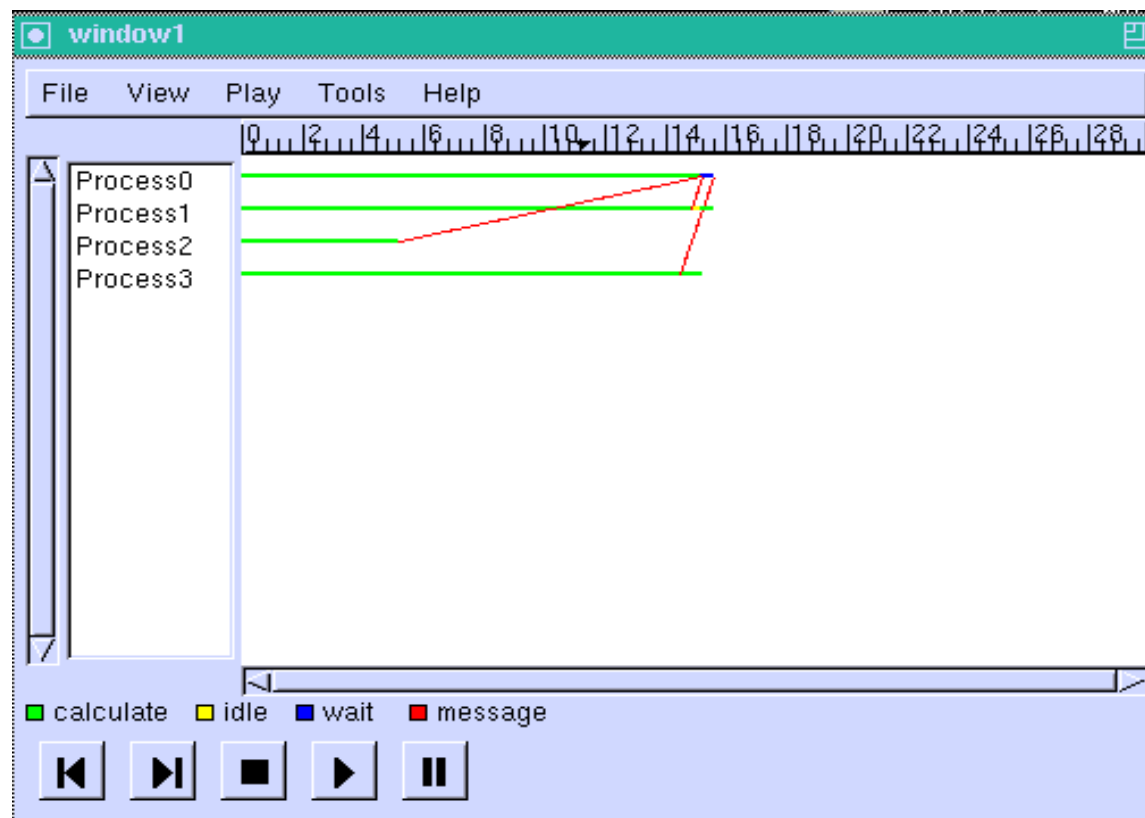 window1
File View Play Tools Help
0 2 4 6 8 10 12 14 16 18 20 22 24 26 28
Process0
Process1
Process2
Process3
calculate idle wait message